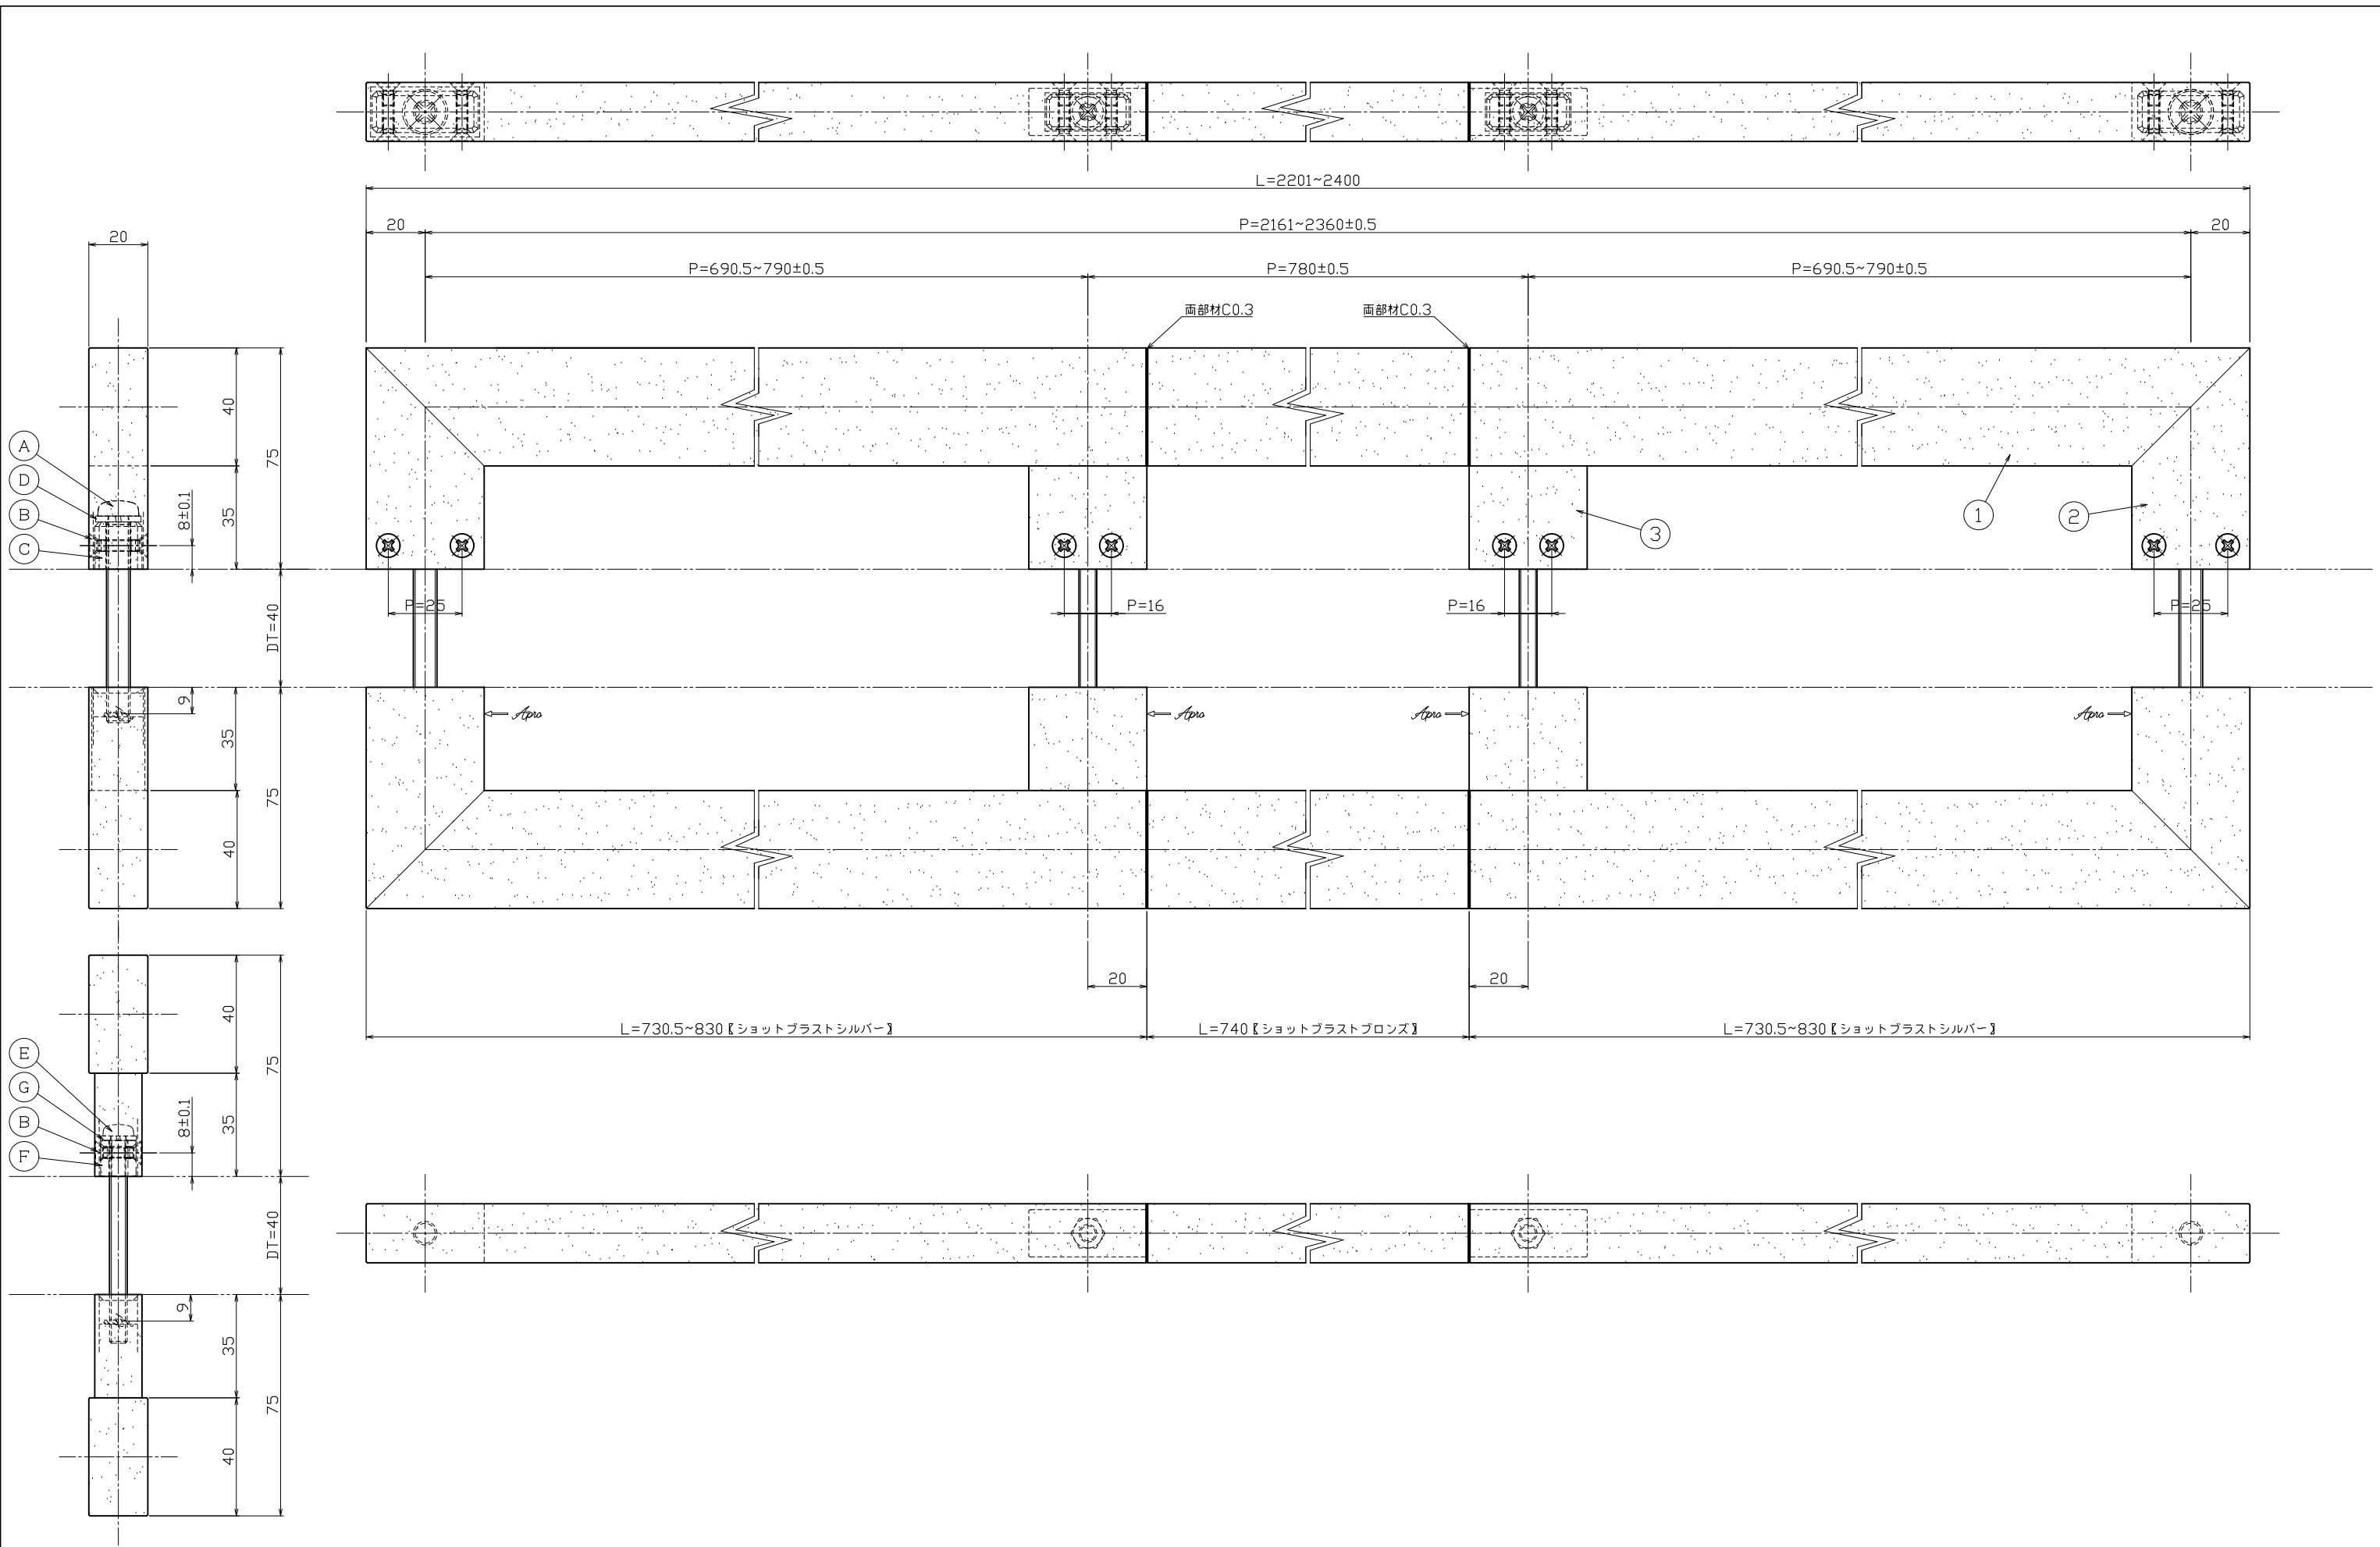 L=2201~2400
20
P=2161~2360±0.5
20
20
P=690.5~790±0.5
P=780±0.5
P=690.5~790±0.5
両部材C0.3
両部材C0.3
40
75
A
D
B
C
8±0.1
35
1
2
3
P=25
P=16
P=16
P=25
DT=40
9
Apro
Apro
Apro
Apro
35
75
40
20
20
40
L=730.5~830〖ショットブラストシルバー〗
L=740〖ショットブラストブロンズ〗
L=730.5~830〖ショットブラストシルバー〗
75
E
G
B
F
8±0.1
35
DT=40
9
35
75
40